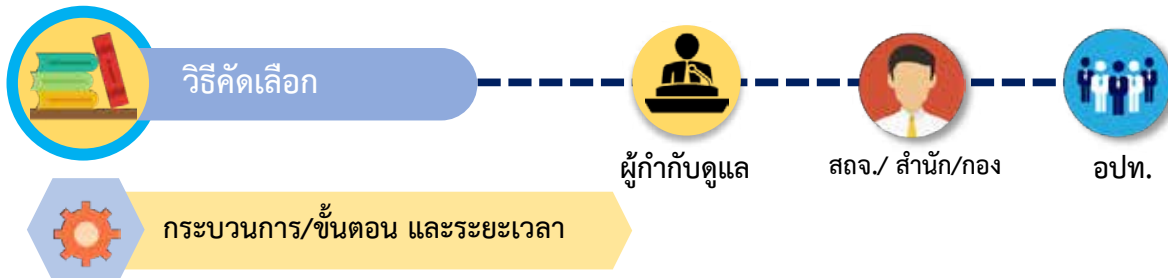 วิธีคัดเลือก
ผู้กำกับดูแล
สถจ./ สำนัก/กอง
อปท.
กระบวนการ/ขั้นตอน และระยะเวลา